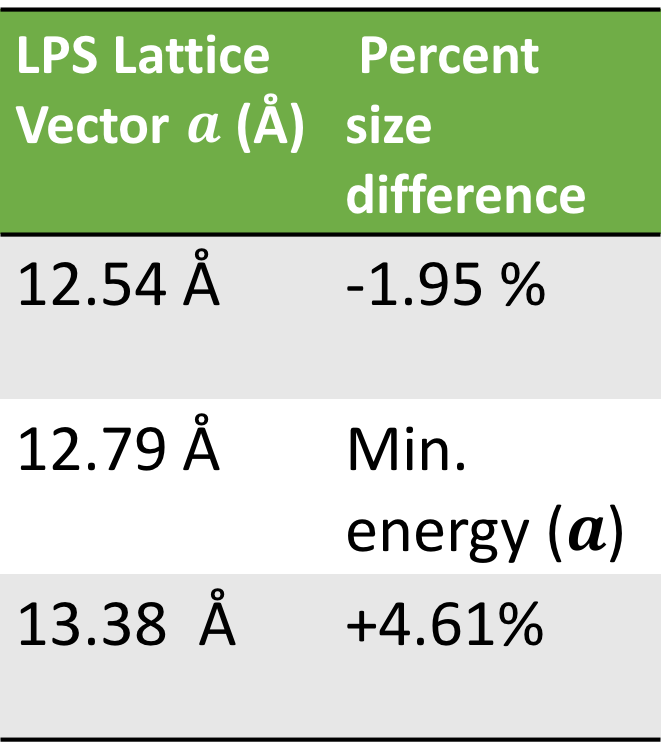 LPS Lattice Percent
Vector a (Å) size
difference
12.54 Å -1.95 %
12.79 Å Min.
energy (a)
13.38 Å +4.61%